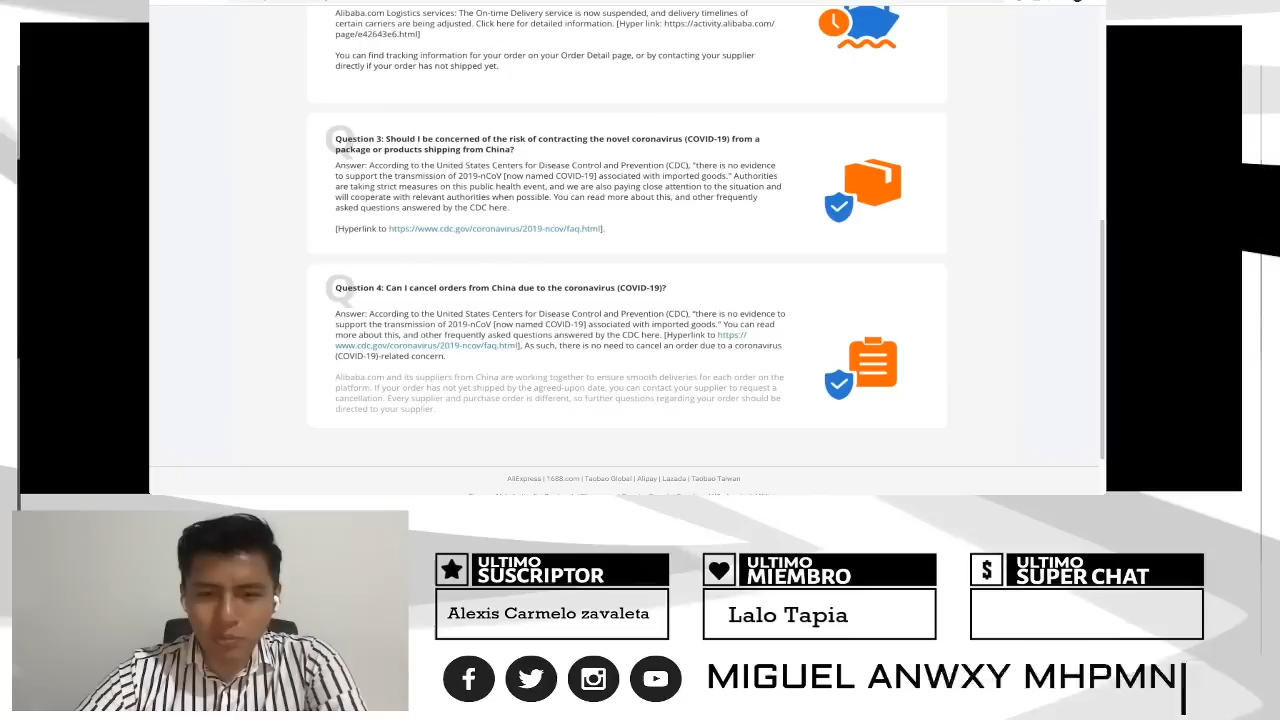 Alibaba.com Logistics services: The On-time Delivery service is now suspended, and delivery timelines of
certain carriers are being adjusted. Click here for detailed information. [Hyper link: https://activity.alibaba.com/
page/e42643e6.html]
You can find tracking information for your order on your Order Detail page, or by contacting your supplier
directly if your order has not shipped yet.
Q
Question 3: Should I be concerned of the risk of contracting the novel coronavirus (COVID-19) from a
package or products shipping from China?
Answer: According to the United States Centers for Disease Control and Prevention (CDC), “there is no evidence
to support the transmission of 2019-nCoV [now named COVID-19] associated with imported goods.” Authorities
are taking strict measures on this public health event, and we are also paying close attention to the situation and
will cooperate with relevant authorities when possible. You can read more about this, and other frequently
asked questions answered by the CDC here.
[Hyperlink to https://www.cdc.gov/coronavirus/2019-ncov/faq.html].
Q
Question 4: Can I cancel orders from China due to the coronavirus (COVID-19)?
Answer: According to the United States Centers for Disease Control and Prevention (CDC), “there is no evidence to
support the transmission of 2019-nCoV [now named COVID-19] associated with imported goods.” You can read
more about this, and other frequently asked questions answered by the CDC here. [Hyperlink to https://
www.cdc.gov/coronavirus/2019-ncov/faq.html], As such, there is no need to cancel an order due to a coronavirus
(COVID-19)-related concern.
Alibaba.com and its suppliers from China are working together to ensure smooth deliveries for each order on the
platform. If your order has not yet shipped by the agreed-upon date, you can contact your supplier to request a
cancellation. Every supplier and purchase order is different, so further questions regarding your order should be
directed to your supplier.
AliExpress | 1688.com | Taobao Global | Alipay | Lazada | Taobao Taiwan
ULTIMO
SUSCRIPTOR
Alexis Carmelo zavaleta
ULTIMO
MIEMBRO
Lalo Tapia
$
ULTIMO
SUPER CHAT
MIGUEL ANWXY MHPMN